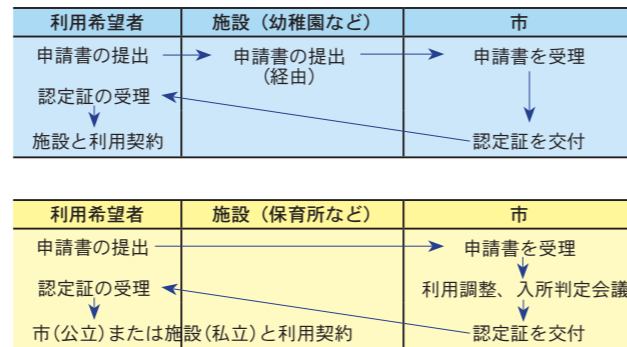 利用希望者 施設（幼稚園など） 市
申請書の提出 申請書の提出 申請書を受理
（経由）
認定証の受理
施設と利用契約 認定証を交付
利用希望者 施設（保育所など） 市
申請書の提出 申請書を受理
認定証の受理 利用調整、入所判定会議
市(公立)または施設(私立)と利用契約 認定証を交付